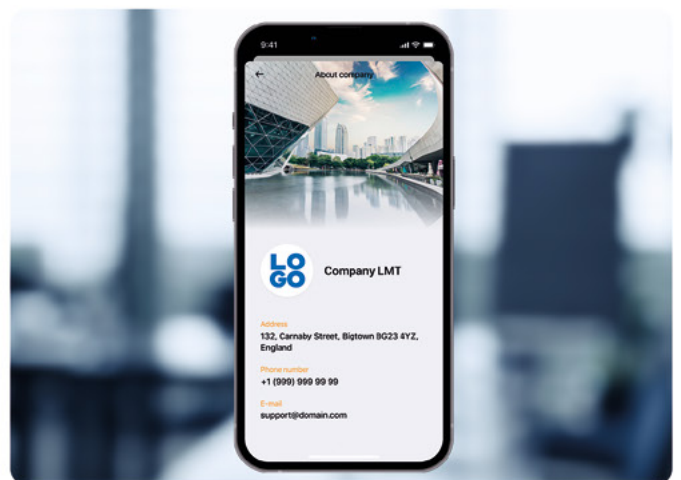 9:41
About company
LO
GO
Company LMT
Address
132, Carnaby Street, Bigtown BG23 4YZ,
England
Phone number
+1 (999) 999 99 99
E-mail
support@domain.com